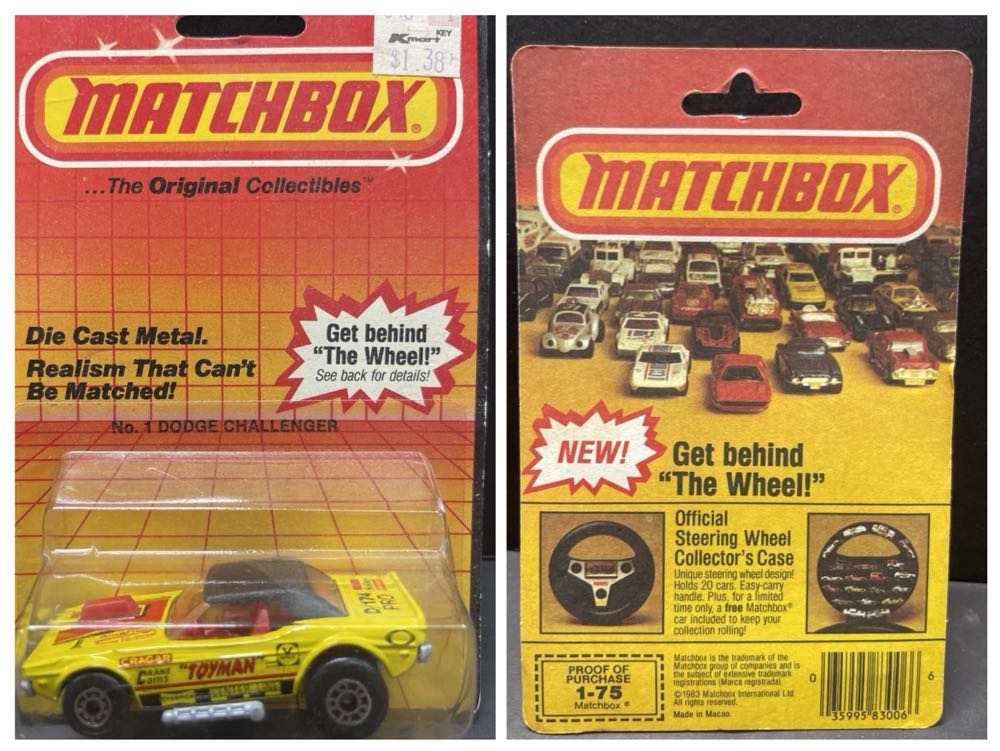 Kmart KEY
$1.38
MATCHBOX®
...The Original Collectibles™
Die Cast Metal.
Realism That Can't
Be Matched!
Get behind
"The Wheel!"
See back for details!
No. 1 DODGE CHALLENGER
CRAGAR
CRANE
Cams
"TOYMAN"
MATCHBOX®
NEW!
Get behind
"The Wheel!"
Official
Steering Wheel
Collector's Case
Unique steering wheel design!
Holds 20 cars. Easy-carry
handle. Plus, for a limited
time only, a free Matchbox®
car included to keep your
collection rolling!
PROOF OF
PURCHASE
1-75
Matchbox ®
Matchbox is the trademark of the
Matchbox group of companies and is
the subject of extensive trademark
registrations (Marca registrada).
©1983 Matchbox International Ltd.
All rights reserved.
Made in Macao.
0 35995 83006 6